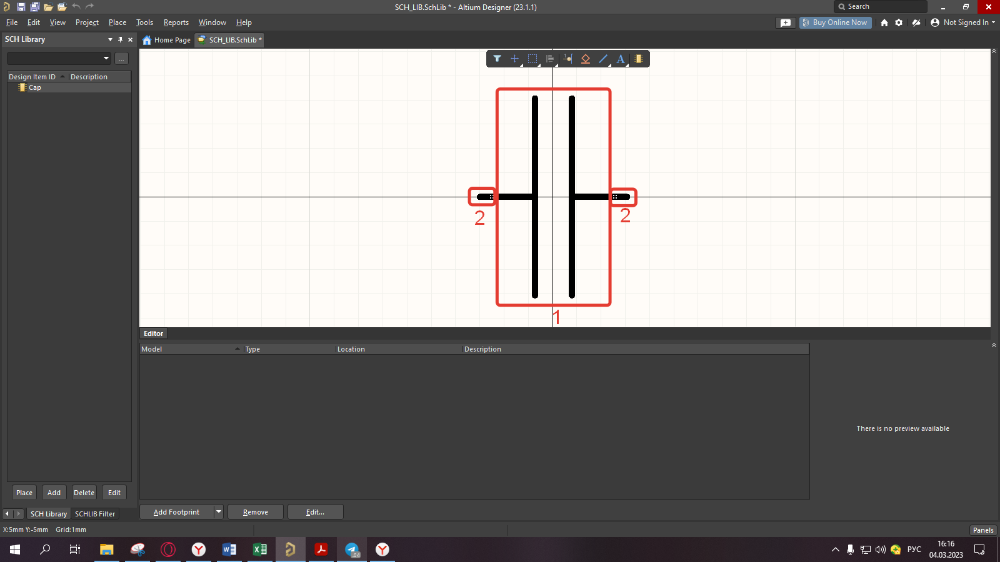 SCH_LIB.SchLib * - Altium Designer (23.1.1)
Search
File Edit View Project Place Tools Reports Window Help
Buy Online Now
Not Signed In
SCH Library
Home Page
SCH_LIB.SchLib *
...
Design Item ID
Description
Cap
2
2
1
Editor
Model
Type
Location
Description
There is no preview available
Place
Add
Delete
Edit
Add Footprint
Remove
Edit...
SCH Library
SCHLIB Filter
X:5mm Y:-5mm
Grid:1mm
Panels
.04
РУС
16:16
04.03.2023